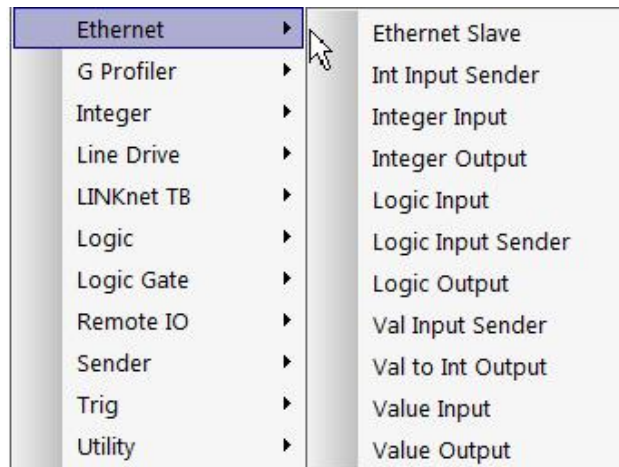 Ethernet
G Profiler
Integer
Line Drive
LINKnet TB
Logic
Logic Gate
Remote IO
Sender
Trig
Utility
Ethernet Slave
Int Input Sender
Integer Input
Integer Output
Logic Input
Logic Input Sender
Logic Output
Val Input Sender
Val to Int Output
Value Input
Value Output